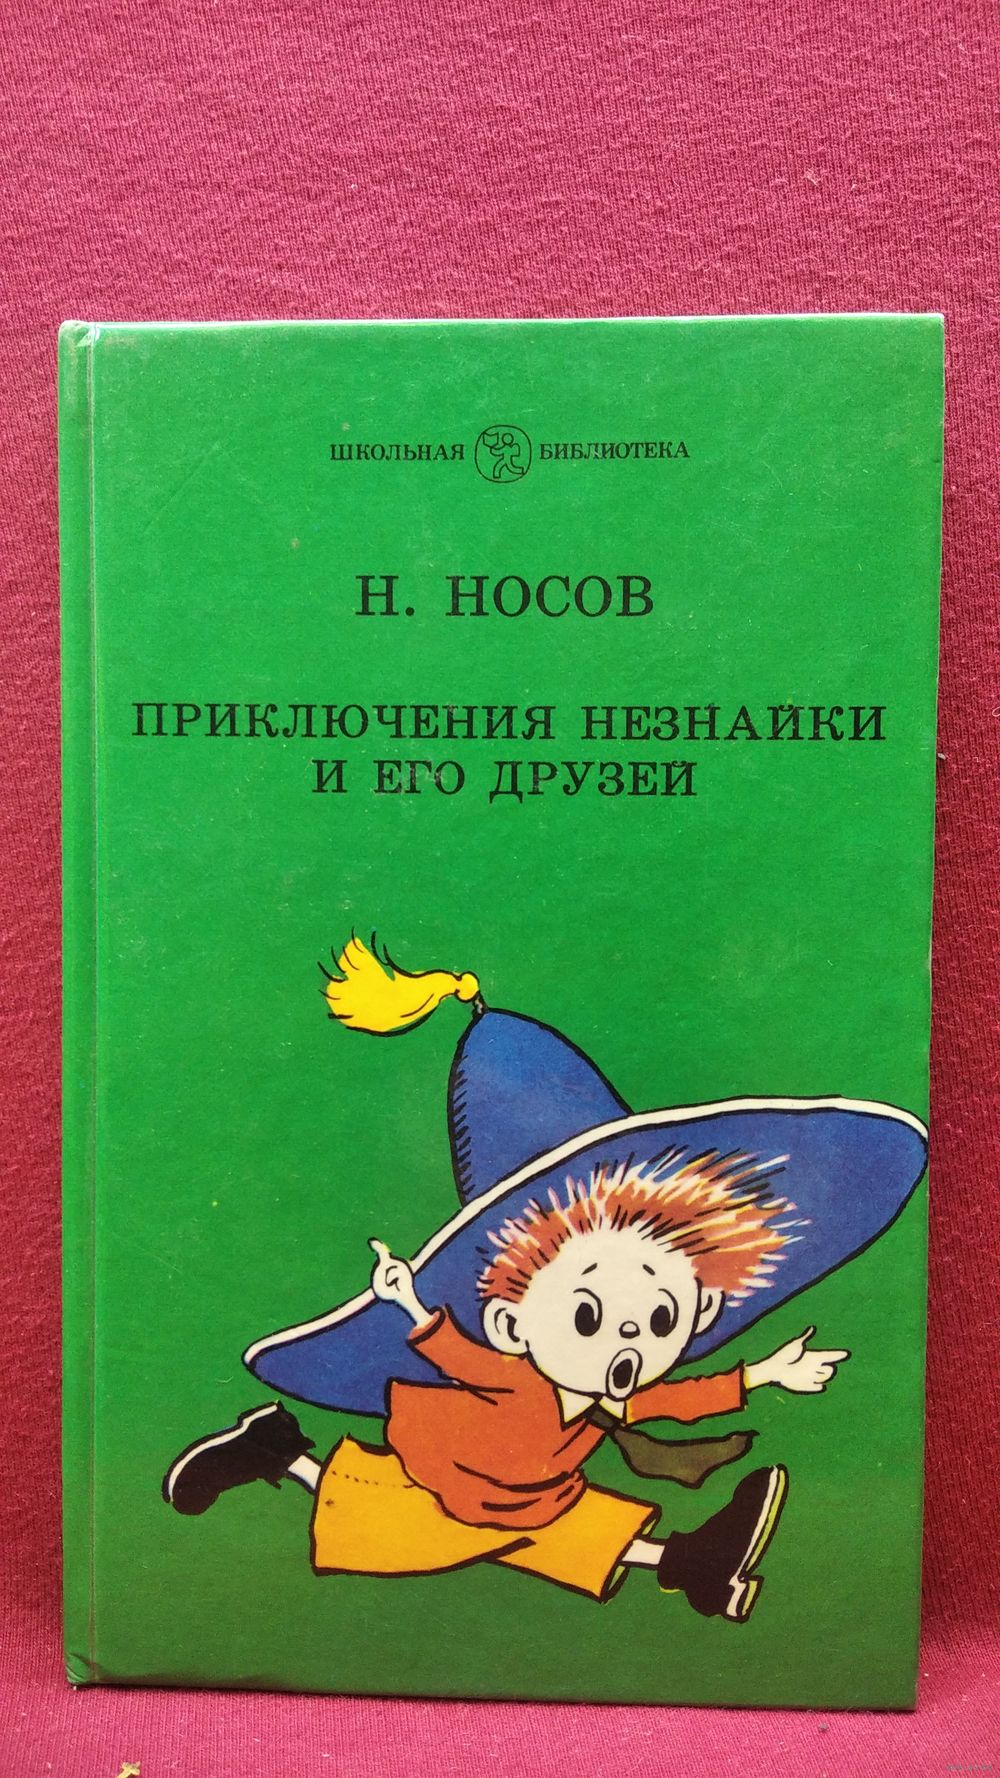 ШКОЛЬНАЯ БИБЛИОТЕКА
Н. НОСОВ
ПРИКЛЮЧЕНИЯ НЕЗНАЙКИ
И ЕГО ДРУЗЕЙ